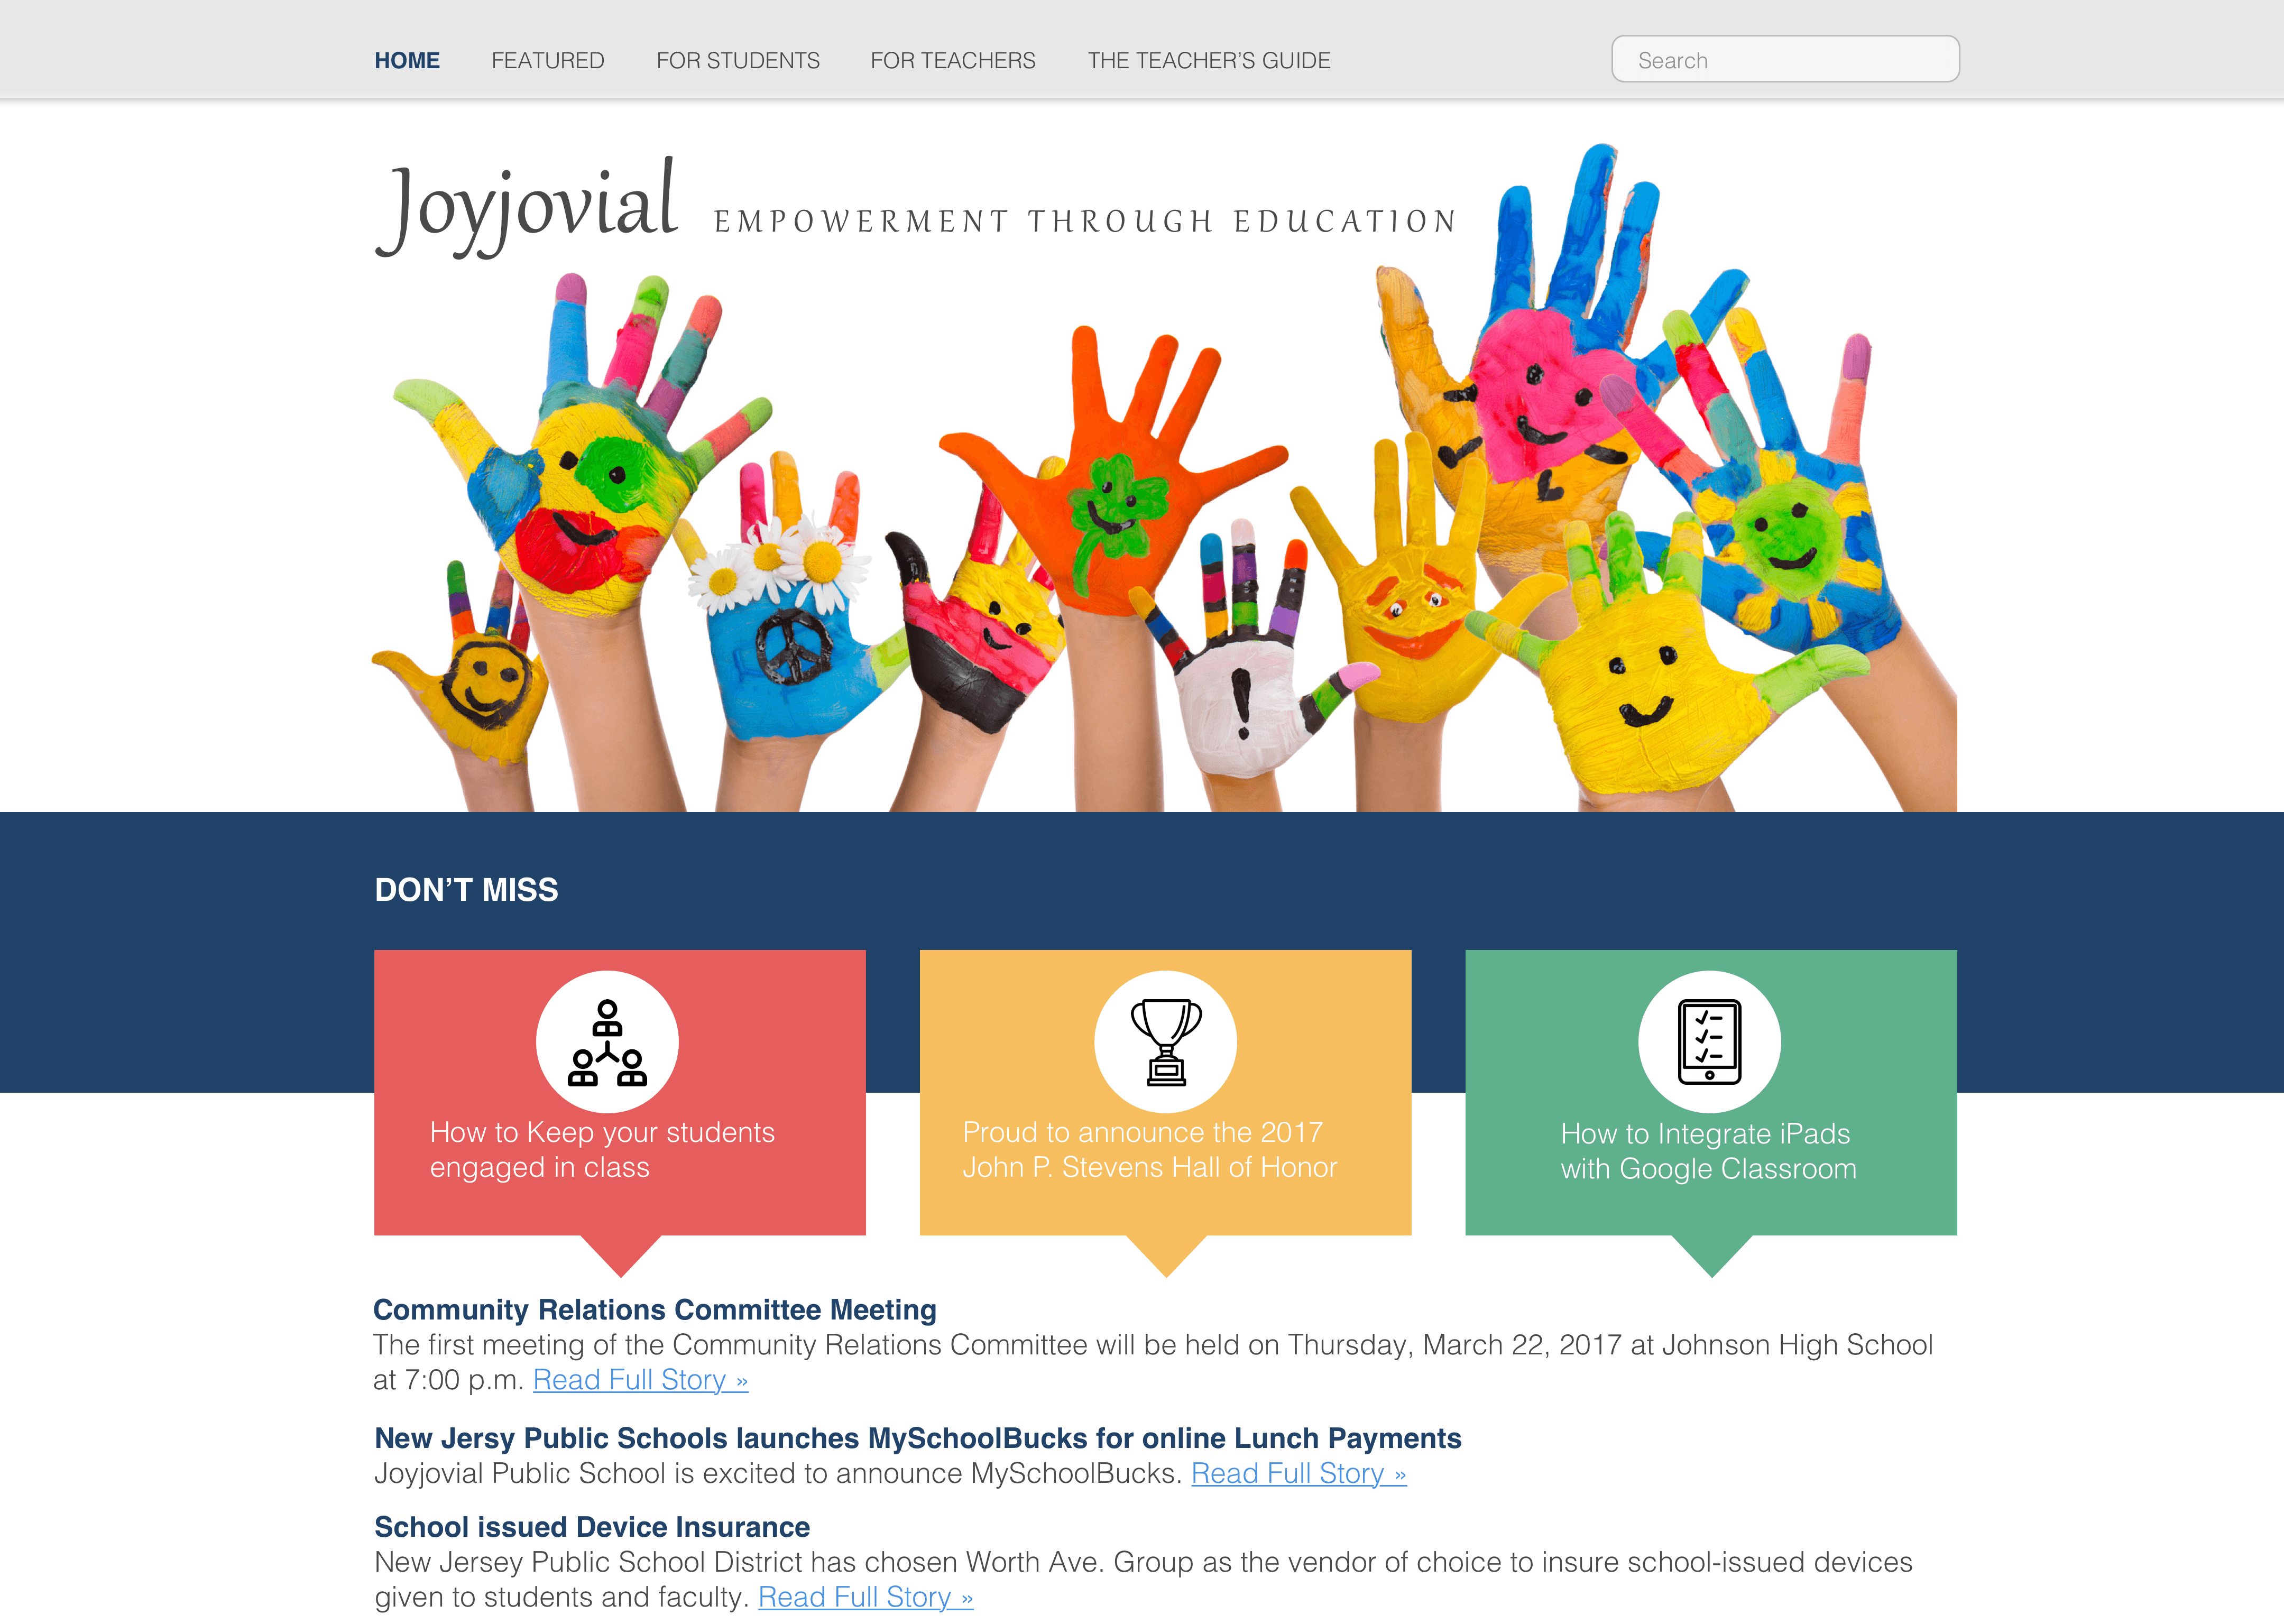 HOME FEATURED FOR STUDENTS FOR TEACHERS THE TEACHER’S GUIDE Search
Joyjovial EMPOWERMENT THROUGH EDUCATION
!
DON’T MISS
How to Keep your students
engaged in class
Proud to announce the 2017
John P. Stevens Hall of Honor
How to Integrate iPads
with Google Classroom
Community Relations Committee Meeting
The first meeting of the Community Relations Committee will be held on Thursday, March 22, 2017 at Johnson High School
at 7:00 p.m. Read Full Story »
New Jersy Public Schools launches MySchoolBucks for online Lunch Payments
Joyjovial Public School is excited to announce MySchoolBucks. Read Full Story »
School issued Device Insurance
New Jersey Public School District has chosen Worth Ave. Group as the vendor of choice to insure school-issued devices
given to students and faculty. Read Full Story »